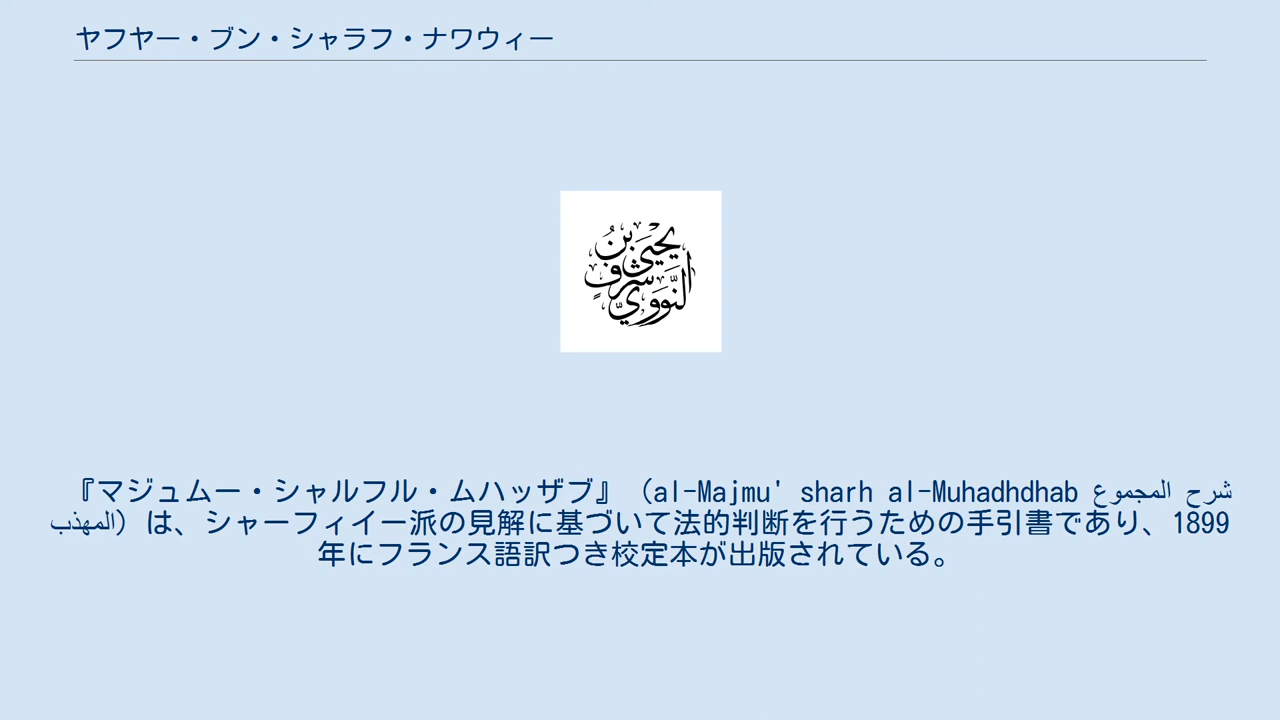 ヤフヤー・ブン・シャラフ・ナワウィー
يحيى بن شرف النووي
『マジュムー・シャルフル・ムハッザブ』（al-Majmu' sharh al-Muhadhdhab شرح المجموع
المهذب）は、シャーフィイー派の見解に基づいて法的判断を行うための手引書であり、1899
年にフランス語訳つき校定本が出版されている。